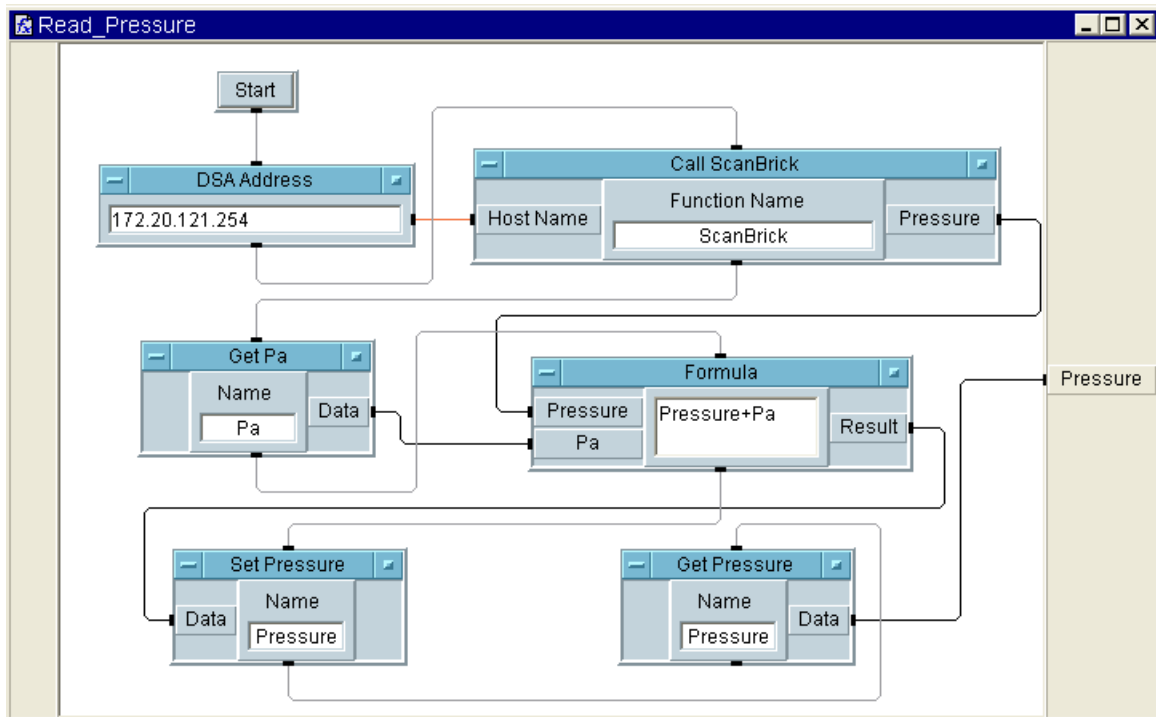 Read_Pressure
Start
DSA Address
172.20.121.254
Call ScanBrick
Host Name
Function Name
ScanBrick
Pressure
Get Pa
Name
Pa
Data
Formula
Pressure
Pa
Pressure+Pa
Result
Pressure
Set Pressure
Data
Name
Pressure
Get Pressure
Name
Pressure
Data